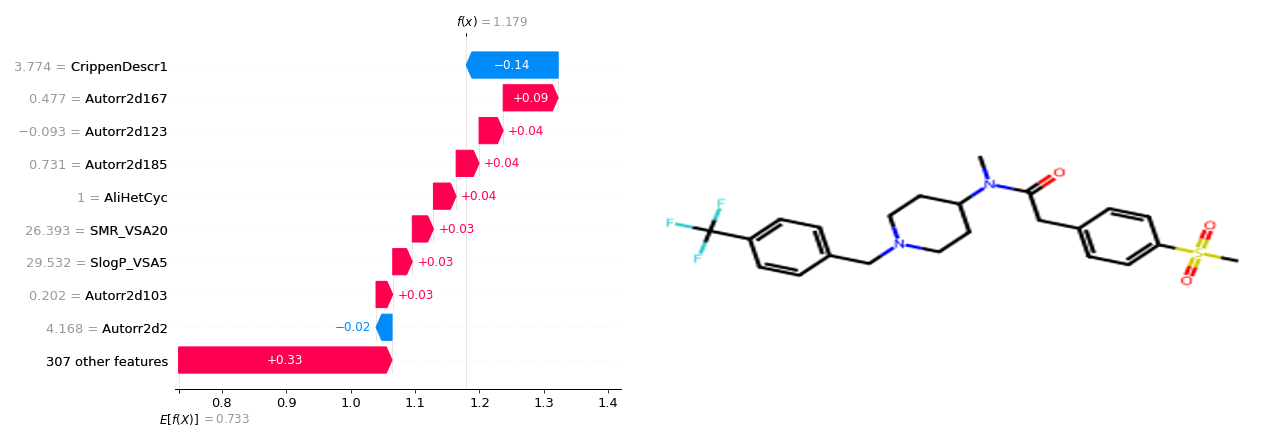 f(x) = 1.179
3.774 = CrippenDescr1
−0.14
0.477 = Autorr2d167
+0.09
−0.093 = Autorr2d123
+0.04
0.731 = Autorr2d185
+0.04
1 = AliHetCyc
+0.04
26.393 = SMR_VSA20
+0.03
29.532 = SlogP_VSA5
+0.03
0.202 = Autorr2d103
+0.03
4.168 = Autorr2d2
−0.02
307 other features
+0.33
0.8 0.9 1.0 1.1 1.2 1.3 1.4
E[f(X)] = 0.733
N
O
F
F
F
N
O
S
O